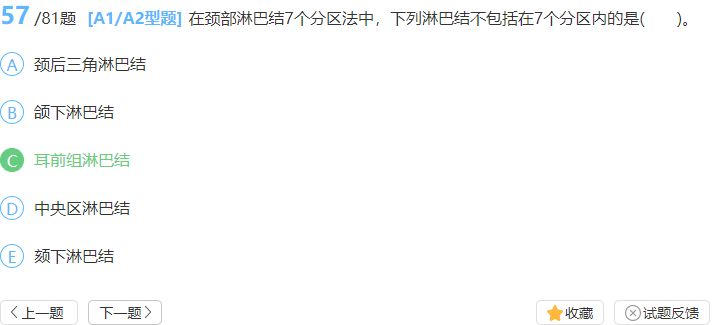 57/81题 [A1/A2型题] 在颈部淋巴结7个分区法中，下列淋巴结不包括在7个分区内的是(　　)。
A 颈后三角淋巴结
B 颌下淋巴结
C 耳前组淋巴结
D 中央区淋巴结
E 颏下淋巴结
上一题 下一题 收藏 试题反馈